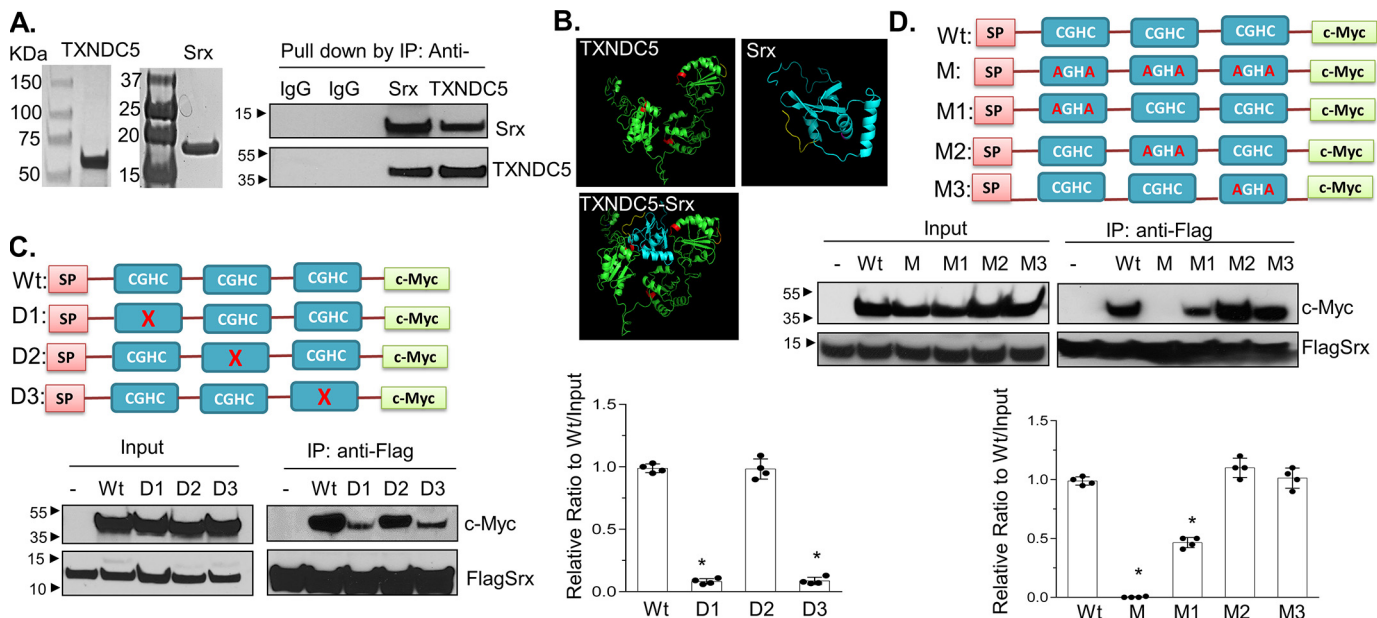 A.
KDa TXNDC5 Srx
150
100
75
50
37
25
20
15
Pull down by IP: Anti-
IgG IgG Srx TXNDC5
15 Srx
55
35 TXNDC5
B.
TXNDC5
Srx
TXNDC5-Srx
C.
Wt: SP CGHC CGHC CGHC c-Myc
D1: SP X CGHC CGHC c-Myc
D2: SP CGHC X CGHC c-Myc
D3: SP CGHC CGHC X c-Myc
Input IP: anti-Flag
- Wt D1 D2 D3 - Wt D1 D2 D3
55
35 c-Myc
15
10 FlagSrx
Relative Ratio to Wt/Input
1.5
1.0
0.5
0.0
* *
Wt D1 D2 D3
D.
Wt: SP CGHC CGHC CGHC c-Myc
M: SP AGHA AGHA AGHA c-Myc
M1: SP AGHA CGHC CGHC c-Myc
M2: SP CGHC AGHA CGHC c-Myc
M3: SP CGHC CGHC AGHA c-Myc
Input IP: anti-Flag
- Wt M M1 M2 M3 - Wt M M1 M2 M3
55
35 c-Myc
15 FlagSrx
Relative Ratio to Wt/Input
1.5
1.0
0.5
0.0
* *
Wt M M1 M2 M3